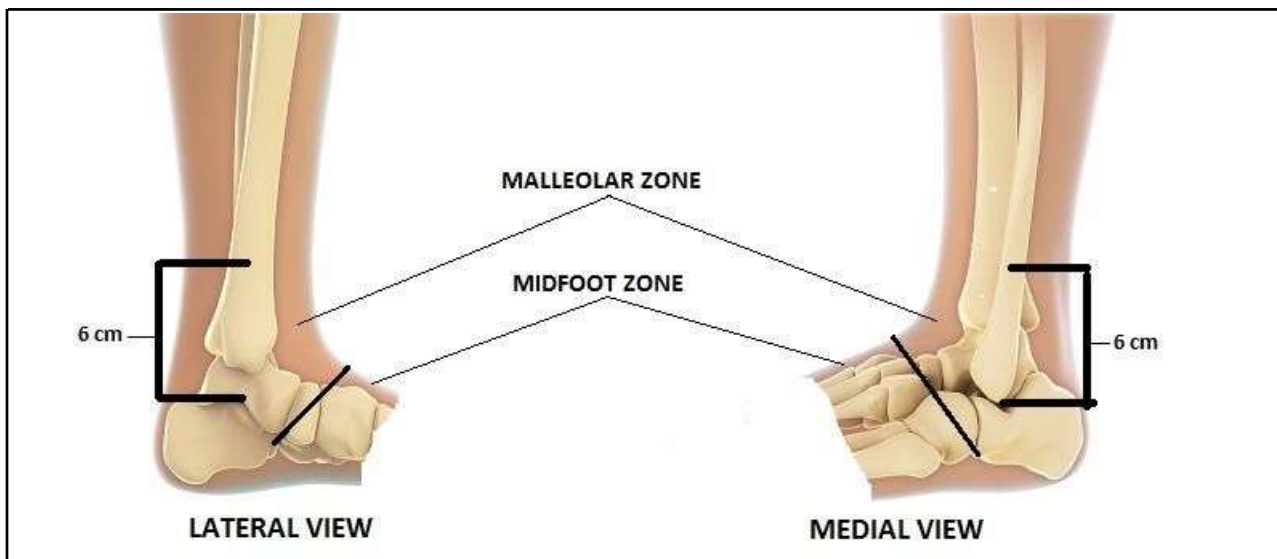 MALLEOLAR ZONE
MIDFOOT ZONE
6 cm
6 cm
LATERAL VIEW
MEDIAL VIEW